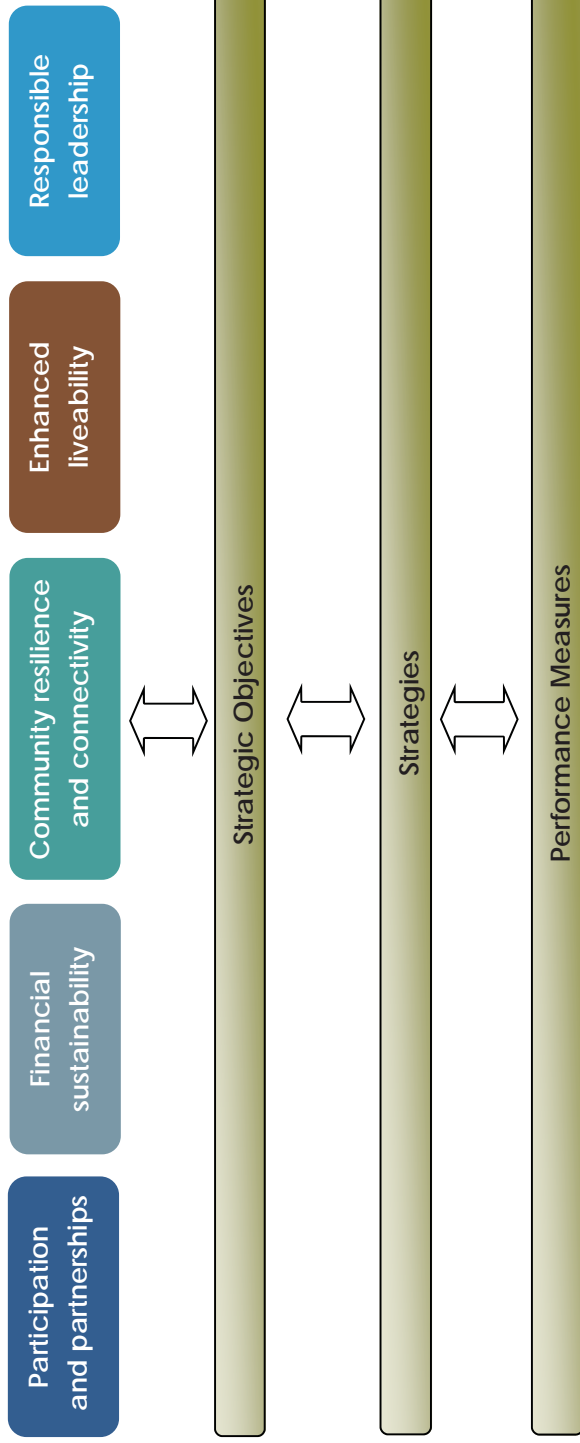 Participation
and partnerships
Financial
sustainability
Community resilience
and connectivity
Enhanced
liveability
Responsible
leadership
Strategic Objectives
Strategies
Performance Measures